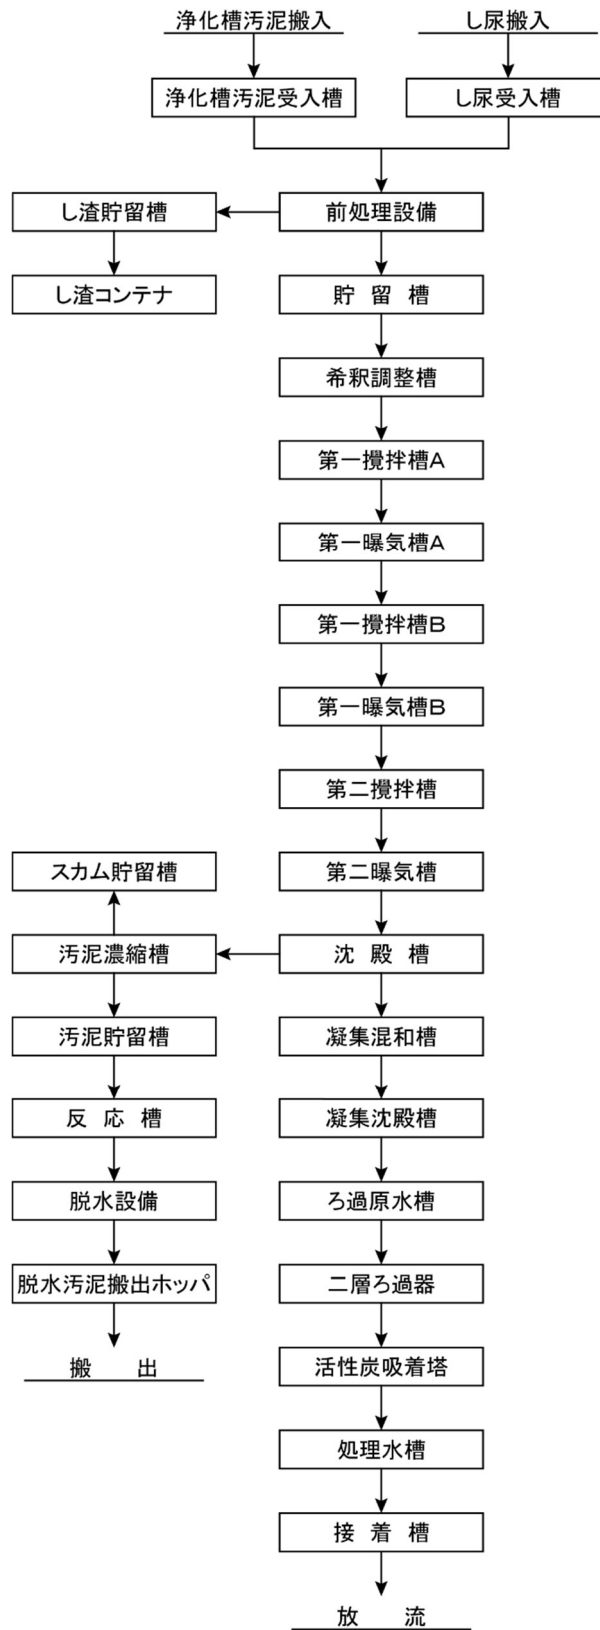 浄化槽汚泥搬入
し尿搬入
浄化槽汚泥受入槽
し尿受入槽
し渣貯留槽
前処理設備
し渣コンテナ
貯留槽
希釈調整槽
第一攪拌槽A
第一曝気槽A
第一攪拌槽B
第一曝気槽B
第二攪拌槽
スカム貯留槽
第二曝気槽
汚泥濃縮槽
沈殿槽
汚泥貯留槽
凝集混和槽
反応槽
凝集沈殿槽
脱水設備
ろ過原水槽
脱水汚泥搬出ホッパ
二層ろ過器
搬出
活性炭吸着塔
処理水槽
接着槽
放流